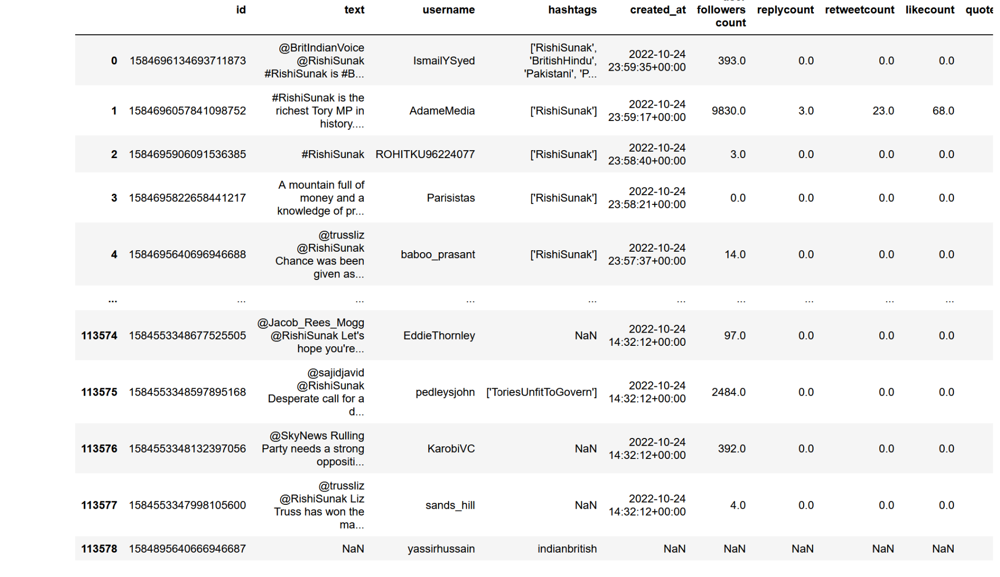 id text username hashtags created_at followers count replycount retweetcount likecount quote
0 1584696134693711873 @BritIndianVoice @RishiSunak #RishiSunak is #B... IsmailYSyed ['RishiSunak', 'BritishHindu', 'Pakistani', 'P... 2022-10-24 23:59:35+00:00 393.0 0.0 0.0 0.0
1 1584696057841098752 #RishiSunak is the richest Tory MP in history.... AdameMedia ['RishiSunak'] 2022-10-24 23:59:17+00:00 9830.0 3.0 23.0 68.0
2 1584695906091536385 #RishiSunak ROHITKU96224077 ['RishiSunak'] 2022-10-24 23:58:40+00:00 3.0 0.0 0.0 0.0
3 1584695822658441217 A mountain full of money and a knowledge of pr... Parisistas ['RishiSunak'] 2022-10-24 23:58:21+00:00 0.0 0.0 0.0 0.0
4 1584695640696946688 @trussliz @RishiSunak Chance was been given as... baboo_prasant ['RishiSunak'] 2022-10-24 23:57:37+00:00 14.0 0.0 0.0 0.0
... ... ... ... ... ... ... ... ... ...
113574 1584553348677525505 @Jacob_Rees_Mogg @RishiSunak Let's hope you're... EddieThornley NaN 2022-10-24 14:32:12+00:00 97.0 0.0 0.0 0.0
113575 1584553348597895168 @sajidjavid @RishiSunak Desperate call for a d... pedleysjohn ['ToriesUnfitToGovern'] 2022-10-24 14:32:12+00:00 2484.0 0.0 0.0 0.0
113576 1584553348132397056 @SkyNews Rulling Party needs a strong oppositi... KarobiVC NaN 2022-10-24 14:32:12+00:00 392.0 0.0 0.0 0.0
113577 1584553347998105600 @trussliz @RishiSunak Liz Truss has won the ma... sands_hill NaN 2022-10-24 14:32:12+00:00 4.0 0.0 0.0 0.0
113578 1584895640666946687 NaN yassirhussain indianbritish NaN NaN NaN NaN NaN